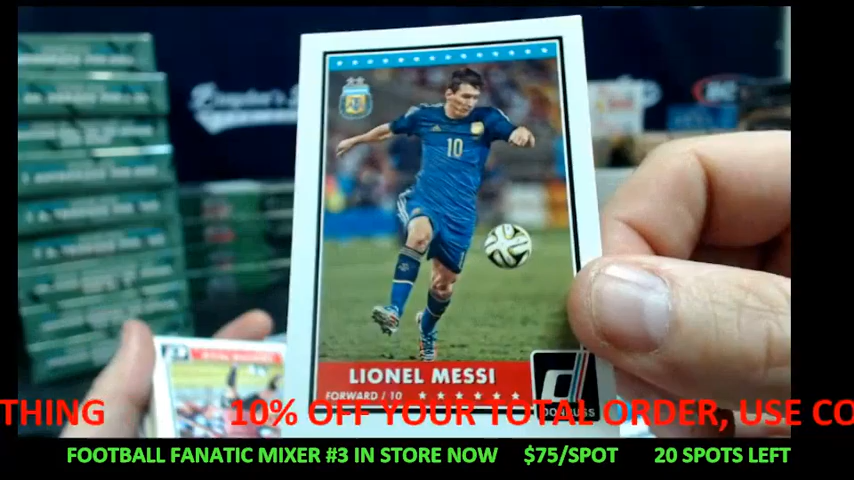 10
LIONEL MESSI
FORWARD / 10
DONRUSS
THING 10% OFF YOUR TOTAL ORDER, USE CO
FOOTBALL FANATIC MIXER #3 IN STORE NOW $75/SPOT 20 SPOTS LEFT